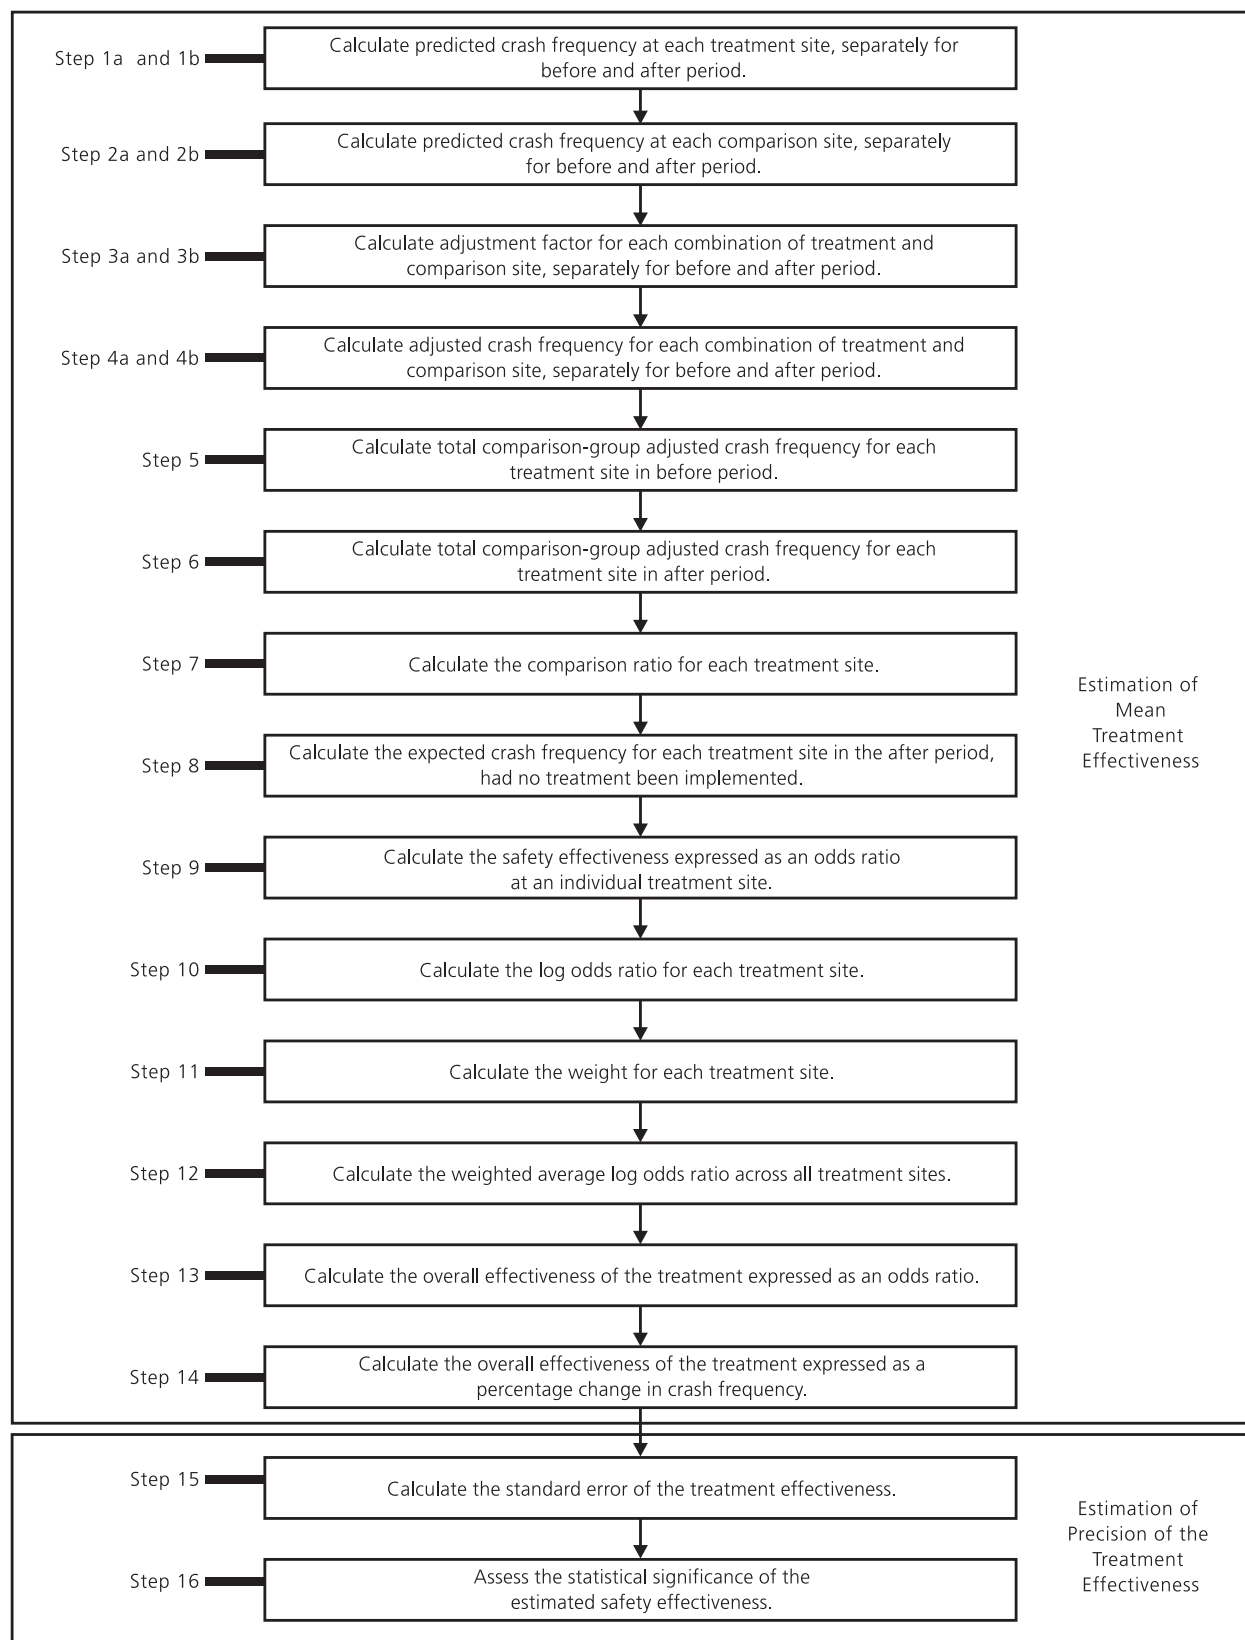 Step 1a and 1b
Calculate predicted crash frequency at each treatment site, separately for
before and after period.
Step 2a and 2b
Calculate predicted crash frequency at each comparison site, separately
for before and after period.
Step 3a and 3b
Calculate adjustment factor for each combination of treatment and
comparison site, separately for before and after period.
Step 4a and 4b
Calculate adjusted crash frequency for each combination of treatment and
comparison site, separately for before and after period.
Step 5
Calculate total comparison-group adjusted crash frequency for each
treatment site in before period.
Step 6
Calculate total comparison-group adjusted crash frequency for each
treatment site in after period.
Step 7
Calculate the comparison ratio for each treatment site.
Step 8
Calculate the expected crash frequency for each treatment site in the after period,
had no treatment been implemented.
Step 9
Calculate the safety effectiveness expressed as an odds ratio
at an individual treatment site.
Step 10
Calculate the log odds ratio for each treatment site.
Step 11
Calculate the weight for each treatment site.
Step 12
Calculate the weighted average log odds ratio across all treatment sites.
Step 13
Calculate the overall effectiveness of the treatment expressed as an odds ratio.
Step 14
Calculate the overall effectiveness of the treatment expressed as a
percentage change in crash frequency.
Estimation of
Mean
Treatment
Effectiveness
Step 15
Calculate the standard error of the treatment effectiveness.
Step 16
Assess the statistical significance of the
estimated safety effectiveness.
Estimation of
Precision of the
Treatment
Effectiveness